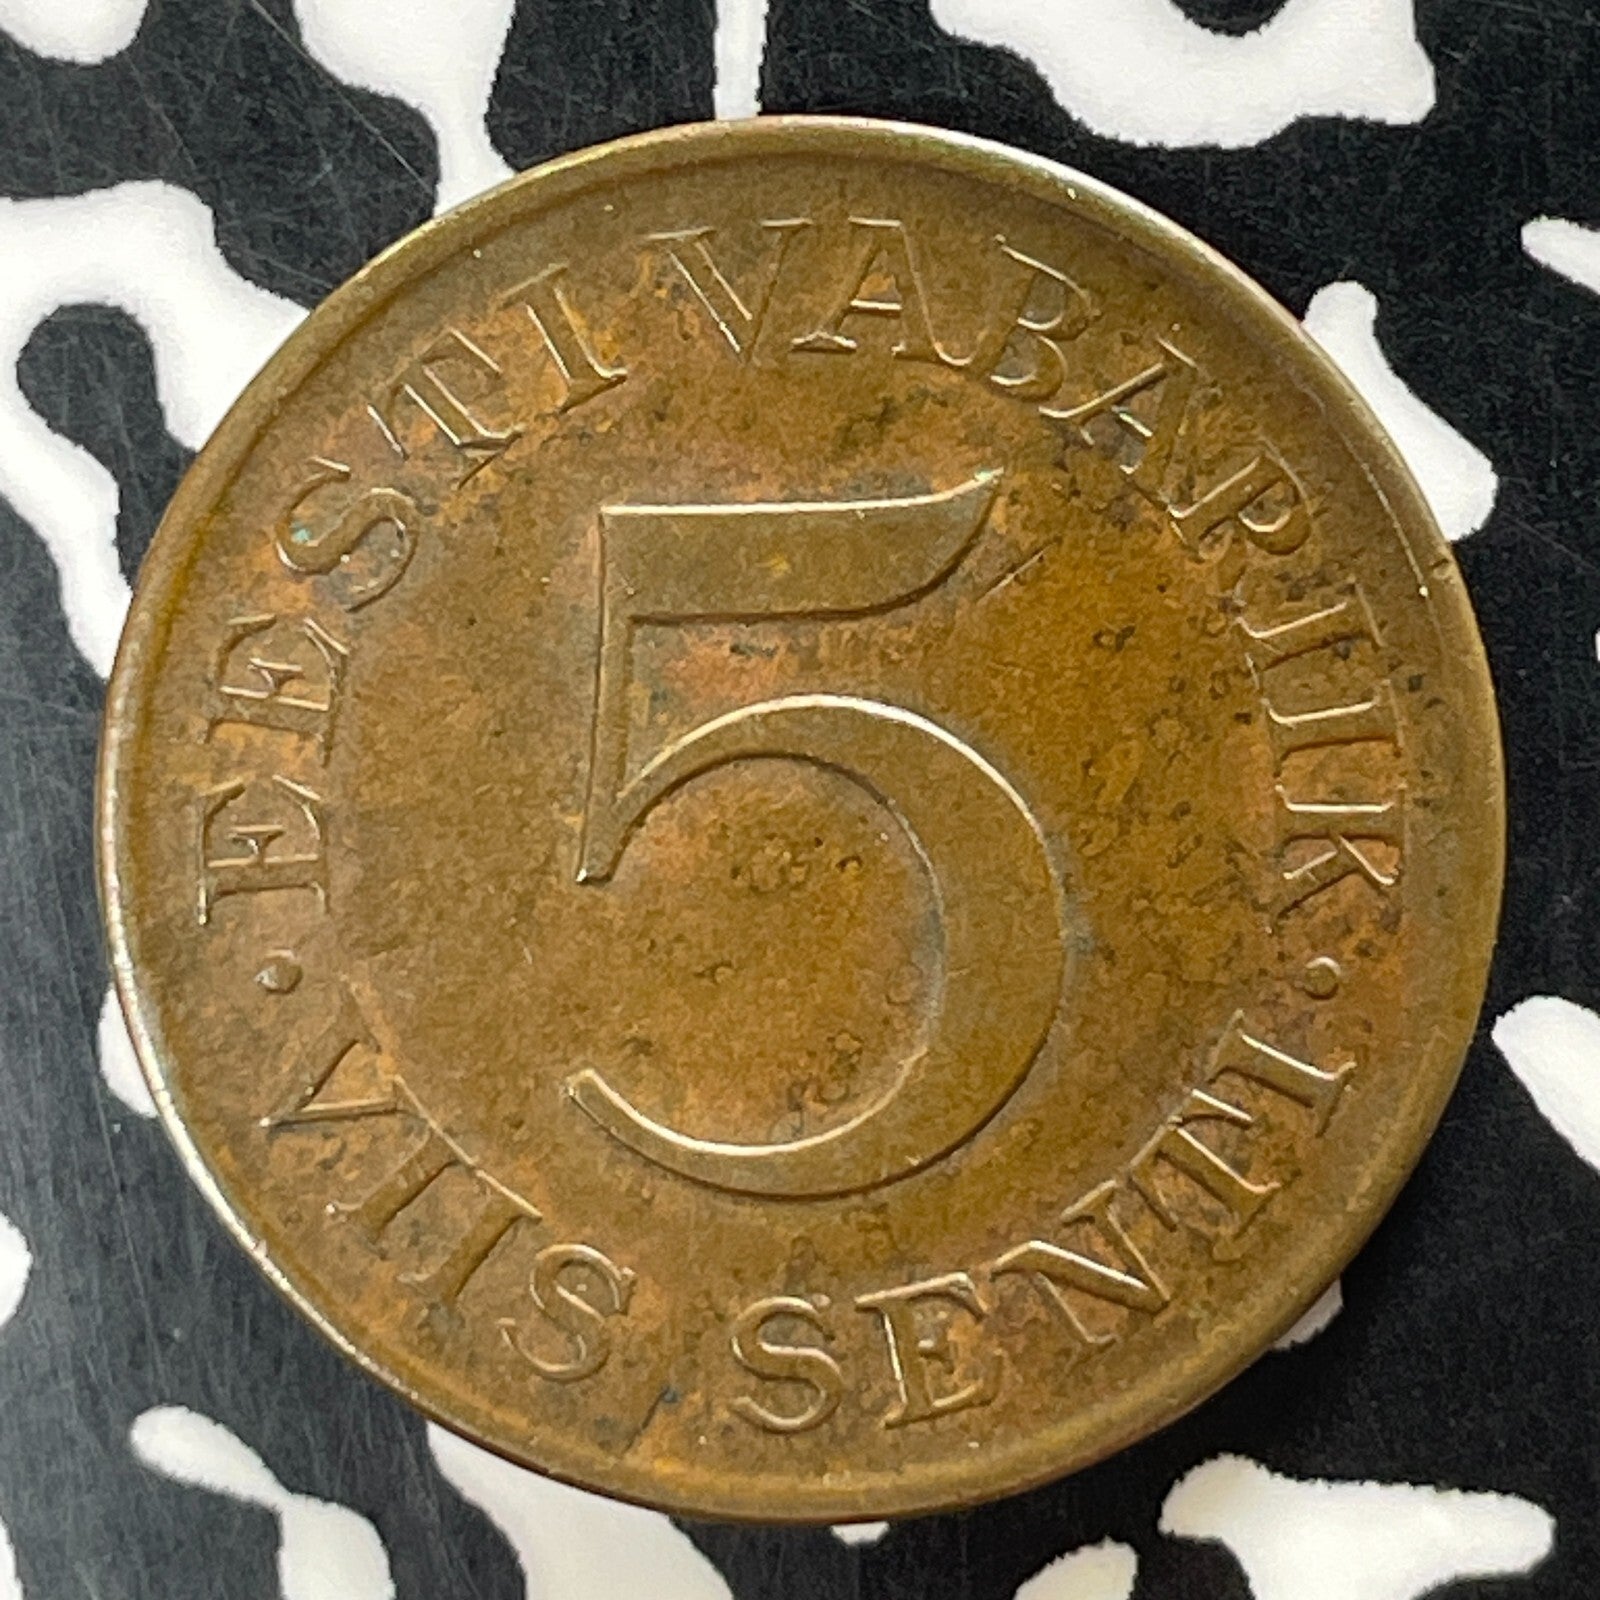 · EESTI VABARIIK ·
5
VIIS SENTI